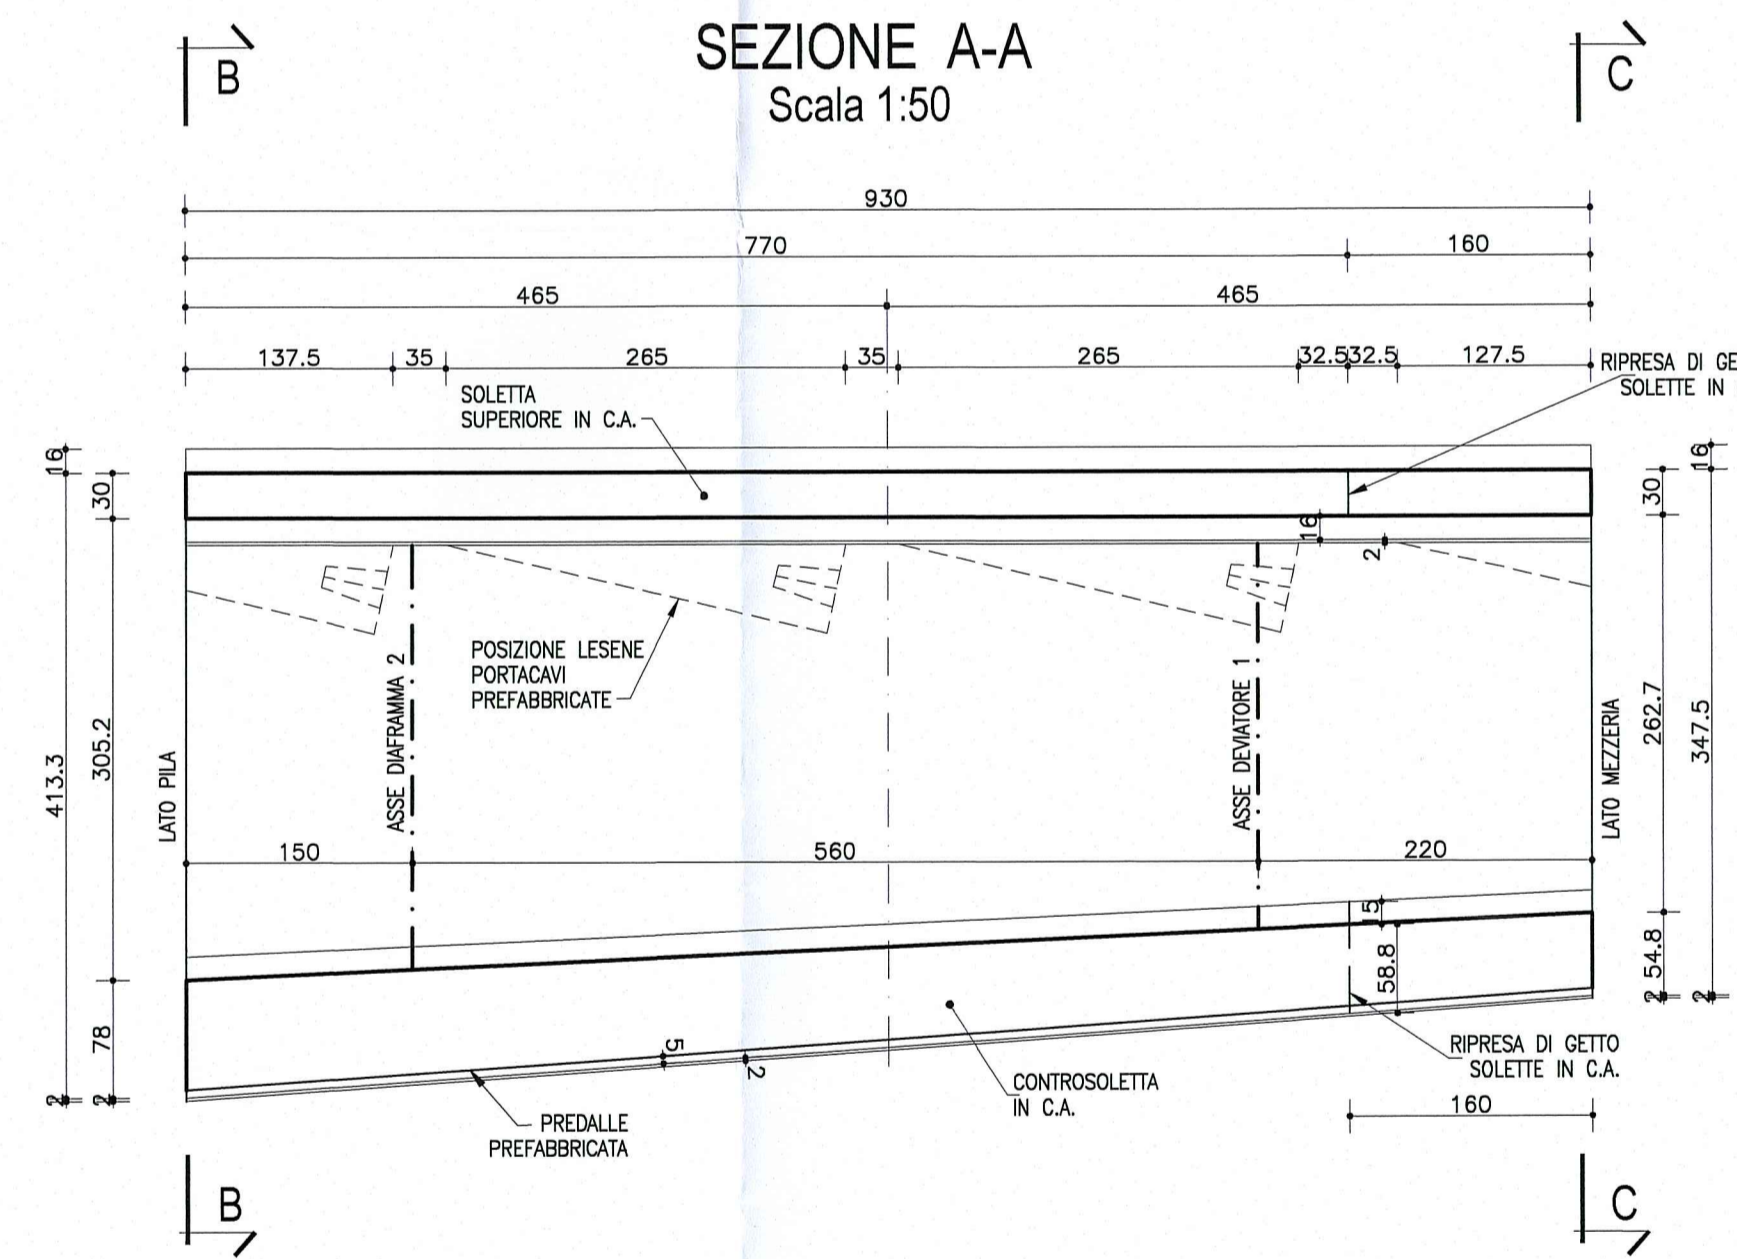 SEZIONE A-A
Scala 1:50
B
C
930
770
160
465
465
137.5
35
265
35
265
32.5
32.5
127.5
RIPRESA DI GE
SOLETTE IN
SOLETTA
SUPERIORE IN C.A.
16
30
16
2
16
30
POSIZIONE LESENE
PORTACAVI
PREFABBRICATE
ASSE DIAFRAMMA 2
ASSE DEVIATORE 1
LATO PILA
LATO MEZZERIA
413.3
305.2
262.7
347.5
150
560
220
15
58.8
54.8
2
2
78
2
2
5
2
RIPRESA DI GETTO
SOLETTE IN C.A.
CONTROSOLETTA
IN C.A.
160
PREDALLE
PREFABBRICATA
B
C